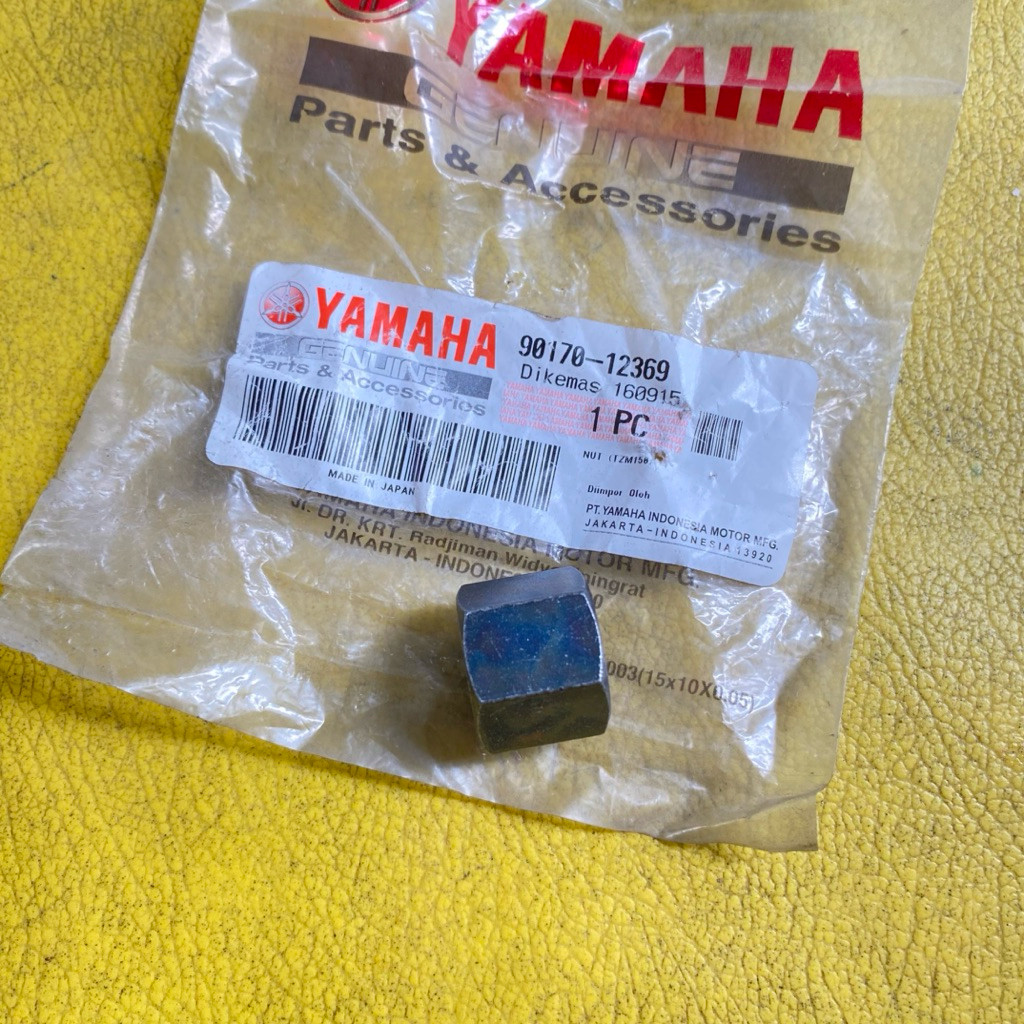 YAMAHA
GENUINE
Parts & Accessories
YAMAHA
GENUINE
Parts & Accessories
90170-12369
Dikemas 160915
1 PC
NUT (TZM150
MADE IN JAPAN
Diimpor Oleh
PT. YAMAHA INDONESIA MOTOR MFG.
JAKARTA-INDONESIA 13920
YAMAHA INDONESIA MOTOR MFG.
Jl. DR. KRT. Radjiman
JAKARTA - INDONE
003(15x10X0.05)